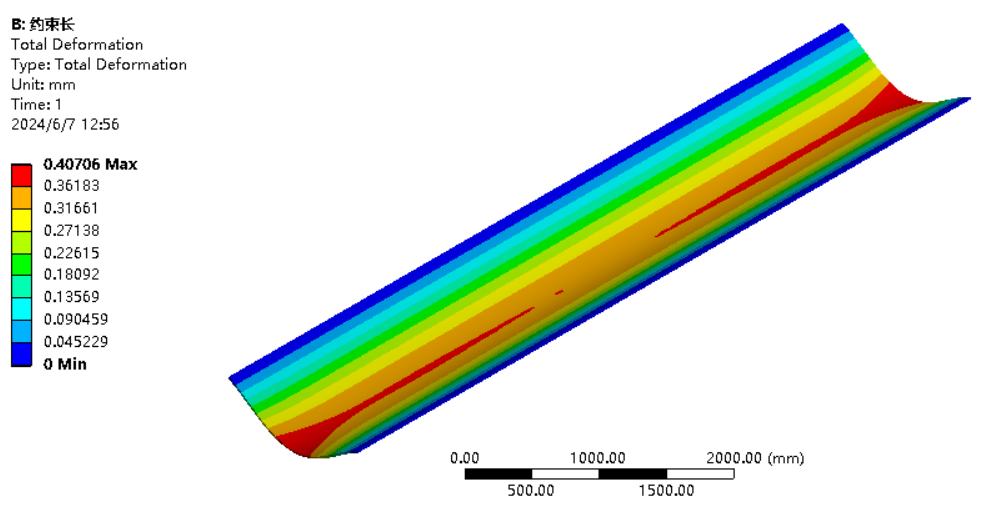 B: 约束长
Total Deformation
Type: Total Deformation
Unit: mm
Time: 1
2024/6/7 12:56
0.40706 Max
0.36183
0.31661
0.27138
0.22615
0.18092
0.13569
0.090459
0.045229
0 Min
0.00 1000.00 2000.00 (mm)
500.00 1500.00